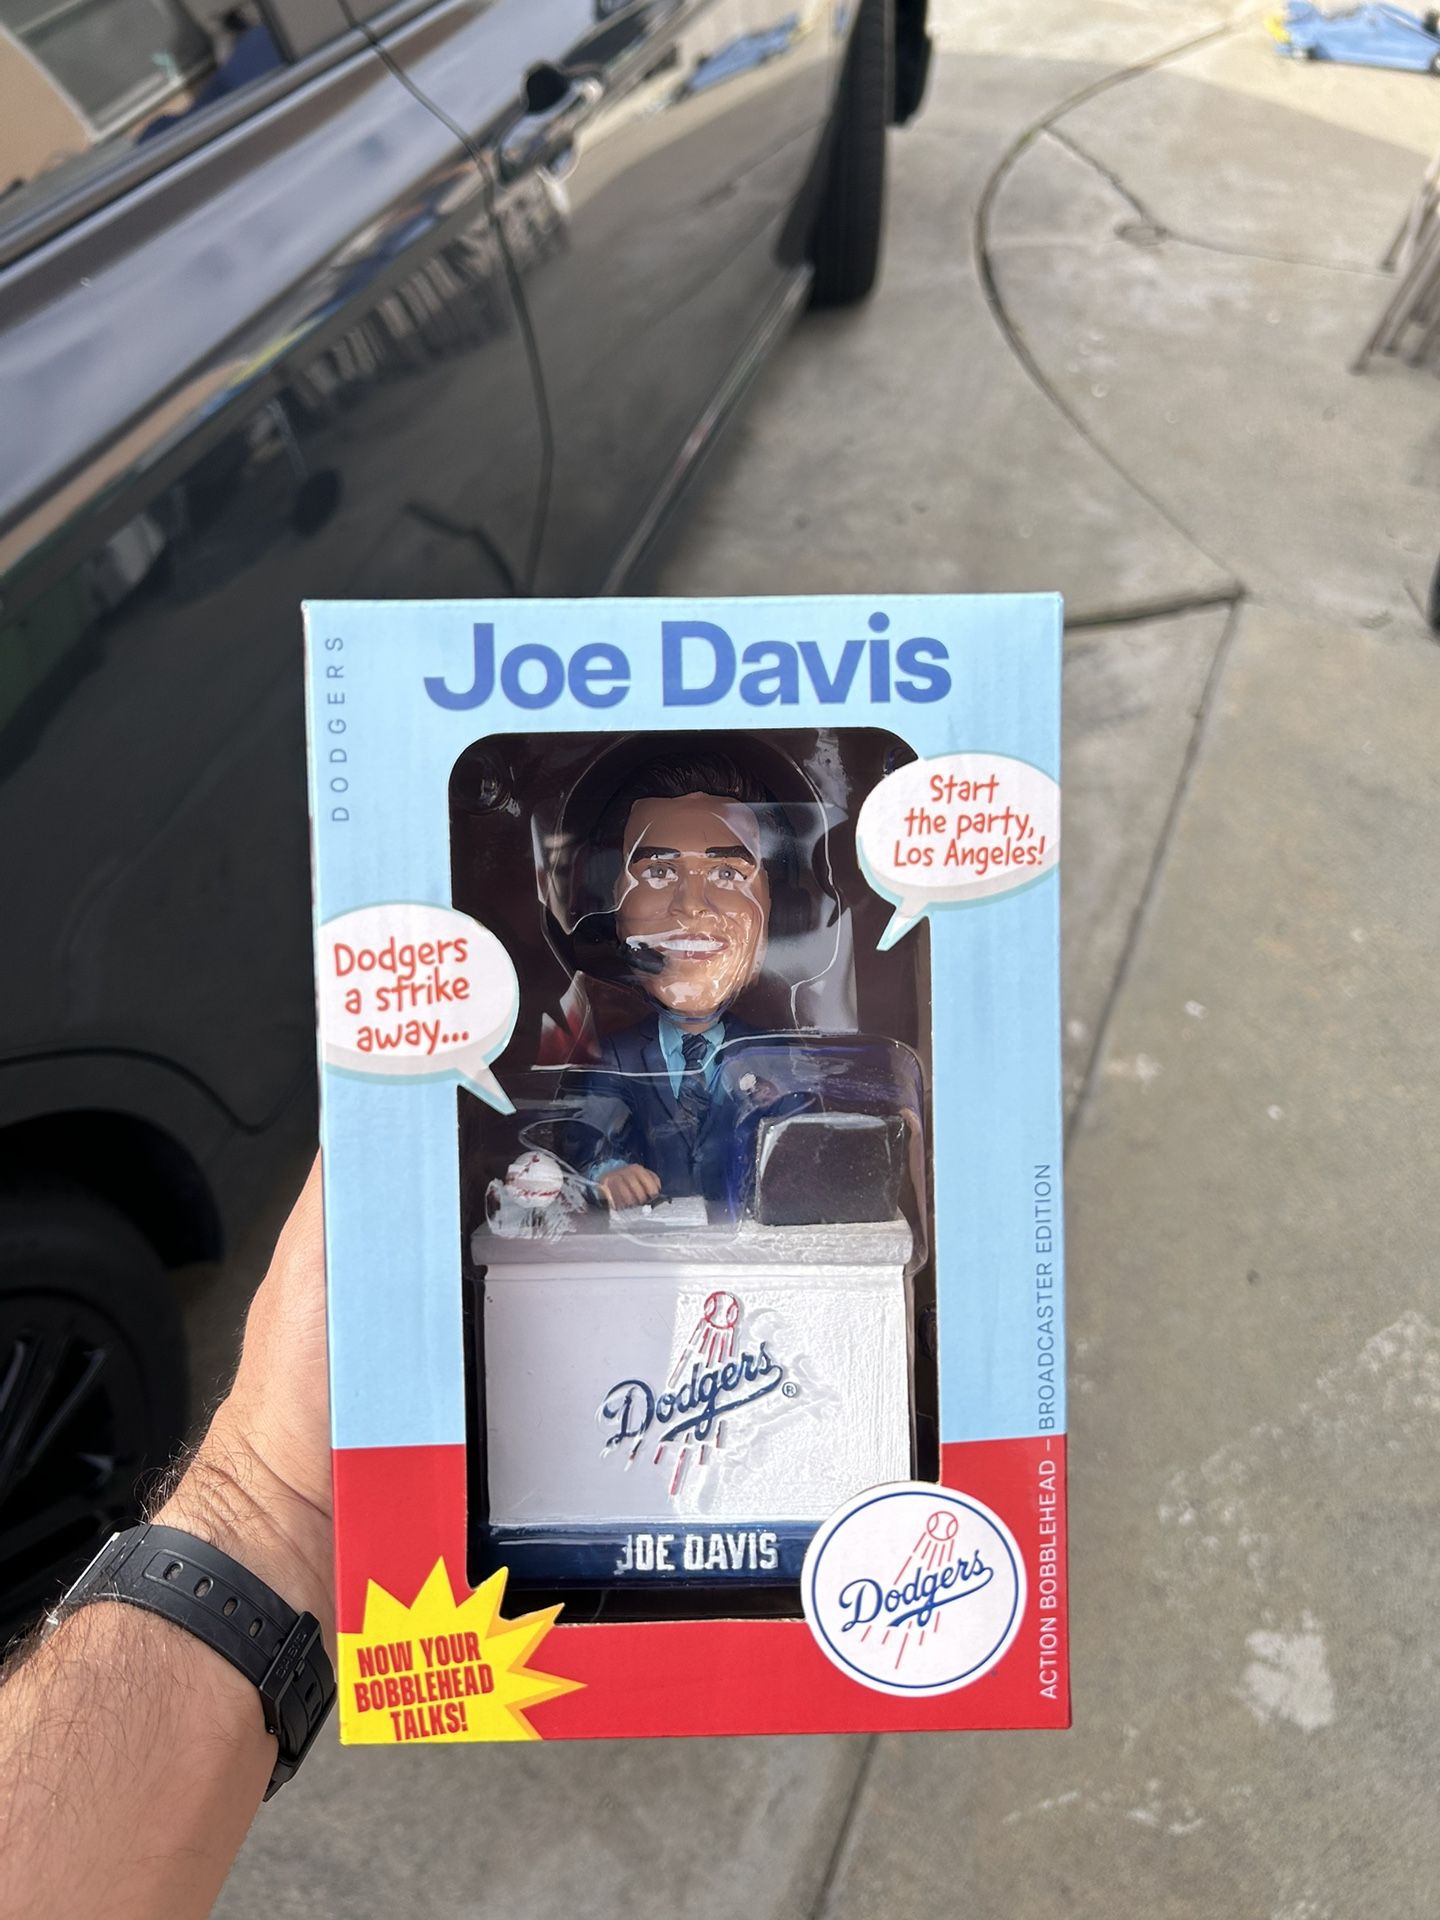 DODGERS
Joe Davis
Start
the party,
Los Angeles!
Dodgers
a strike
away...
Dodgers
®
JOE DAVIS
Dodgers
NOW YOUR
BOBBLEHEAD
TALKS!
ACTION BOBBLEHEAD – BROADCASTER EDITION
CASIO